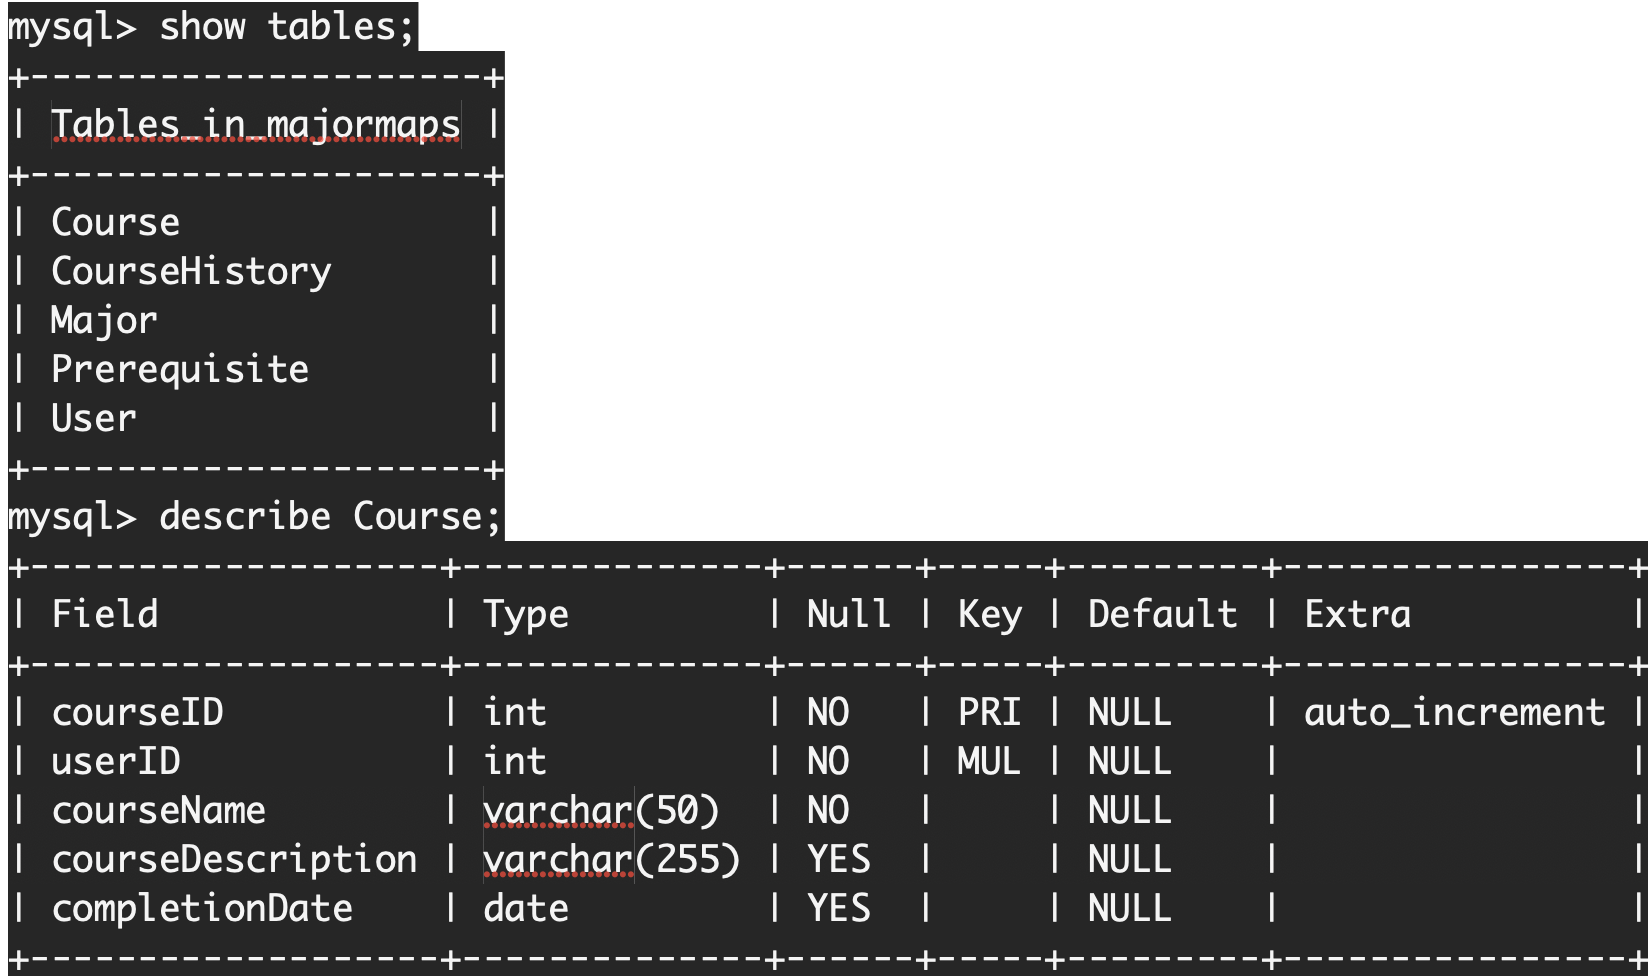 mysql> show tables;
+---------------------+
| Tables_in_majormaps |
+---------------------+
| Course              |
| CourseHistory       |
| Major               |
| Prerequisite        |
| User                |
+---------------------+
mysql> describe Course;
+-------------------+--------------+------+-----+---------+----------------+
| Field             | Type         | Null | Key | Default | Extra          |
+-------------------+--------------+------+-----+---------+----------------+
| courseID          | int          | NO   | PRI | NULL    | auto_increment |
| userID            | int          | NO   | MUL | NULL    |                |
| courseName        | varchar(50)  | NO   |     | NULL    |                |
| courseDescription | varchar(255) | YES  |     | NULL    |                |
| completionDate    | date         | YES  |     | NULL    |                |
+-------------------+--------------+------+-----+---------+----------------+